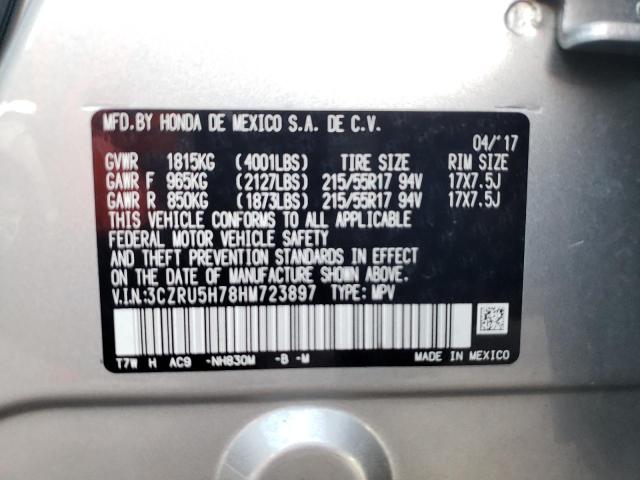 MFD.BY HONDA DE MEXICO S.A. DE C.V.
04/'17
GVWR 1815KG (4001LBS) TIRE SIZE RIM SIZE
GAWR F 965KG (2127LBS) 215/55R17 94V 17X7.5J
GAWR R 850KG (1873LBS) 215/55R17 94V 17X7.5J
THIS VEHICLE CONFORMS TO ALL APPLICABLE
FEDERAL MOTOR VEHICLE SAFETY
AND THEFT PREVENTION STANDARDS IN EFFECT
ON THE DATE OF MANUFACTURE SHOWN ABOVE.
V.I.N.:3CZRU5H78HM723897 TYPE: MPV
T7W H AC9 -NH830M -B -M MADE IN MEXICO